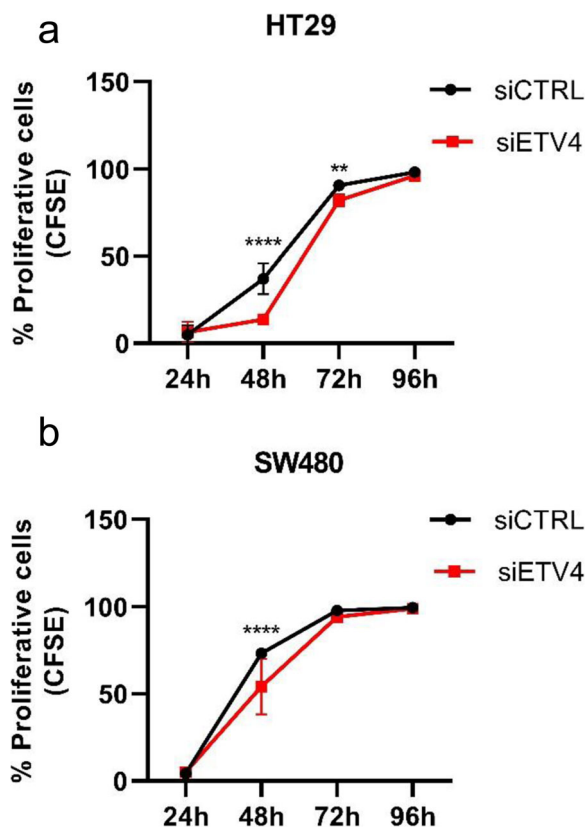 a
HT29
% Proliferative cells
(CFSE)
150
100
50
0
****
**
siCTRL
siETV4
24h 48h 72h 96h
b
SW480
% Proliferative cells
(CFSE)
150
100
50
0
****
siCTRL
siETV4
24h 48h 72h 96h